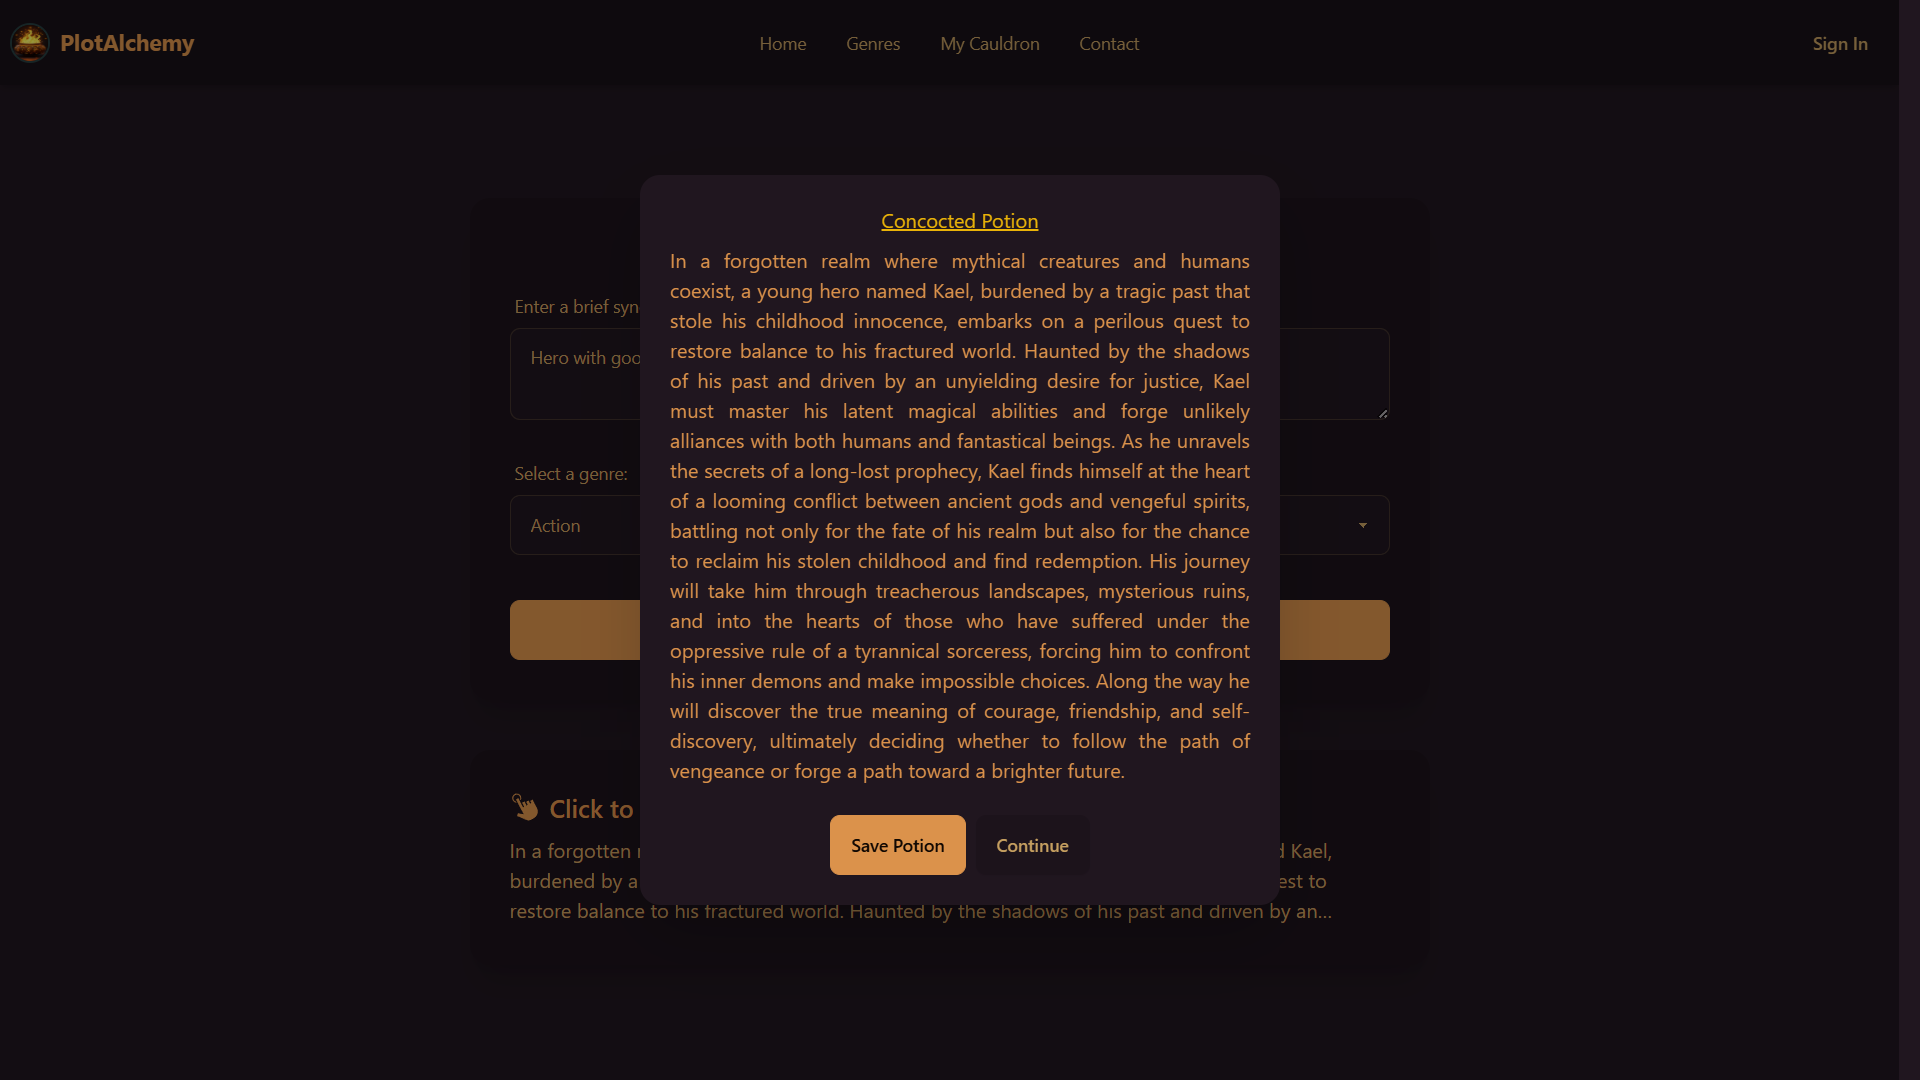 PlotAlchemy
Home
Genres
My Cauldron
Contact
Sign In
Concocted Potion
In a forgotten realm where mythical creatures and humans
coexist, a young hero named Kael, burdened by a tragic past that
stole his childhood innocence, embarks on a perilous quest to
restore balance to his fractured world. Haunted by the shadows
of his past and driven by an unyielding desire for justice, Kael
must master his latent magical abilities and forge unlikely
alliances with both humans and fantastical beings. As he unravels
the secrets of a long-lost prophecy, Kael finds himself at the heart
of a looming conflict between ancient gods and vengeful spirits,
battling not only for the fate of his realm but also for the chance
to reclaim his stolen childhood and find redemption. His journey
will take him through treacherous landscapes, mysterious ruins,
and into the hearts of those who have suffered under the
oppressive rule of a tyrannical sorceress, forcing him to confront
his inner demons and make impossible choices. Along the way he
will discover the true meaning of courage, friendship, and self-
discovery, ultimately deciding whether to follow the path of
vengeance or forge a path toward a brighter future.
Save Potion
Continue
Enter a brief syn
Hero with goo
Select a genre:
Action
Click to
In a forgotten
Kael,
burdened by a
est to
restore balance to his fractured world. Haunted by the shadows of his past and driven by an...